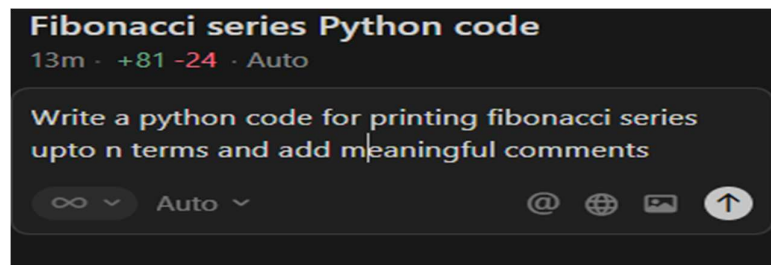 Fibonacci series Python code
13m · +81 -24 · Auto
Write a python code for printing fibonacci series
upto n terms and add meaningful comments
∞ Auto @